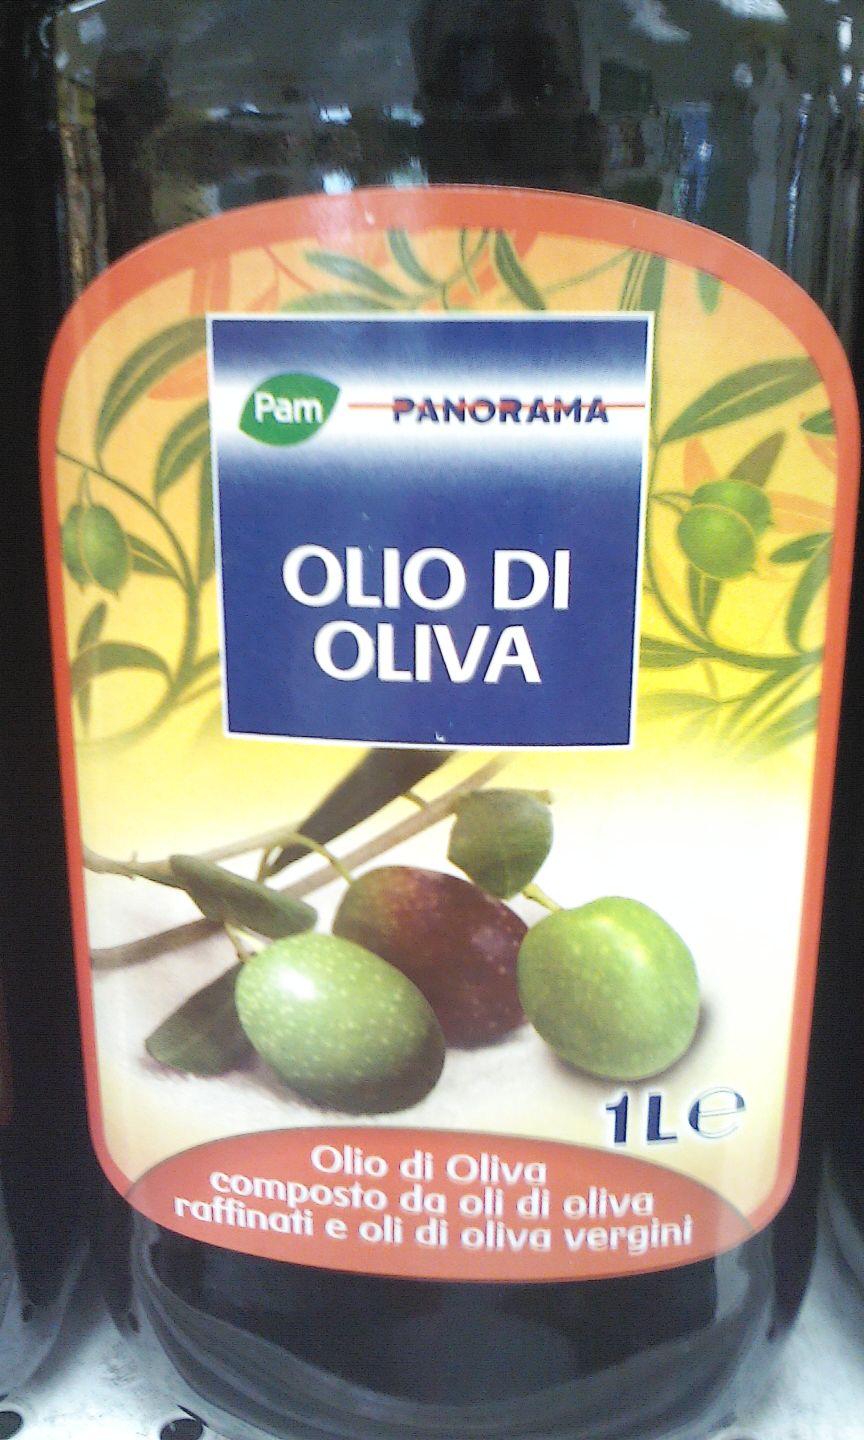 Pam PANORAMA
OLIO DI
OLIVA
1L e
Olio di Oliva
composto da oli di oliva
raffinati e oli di oliva vergini